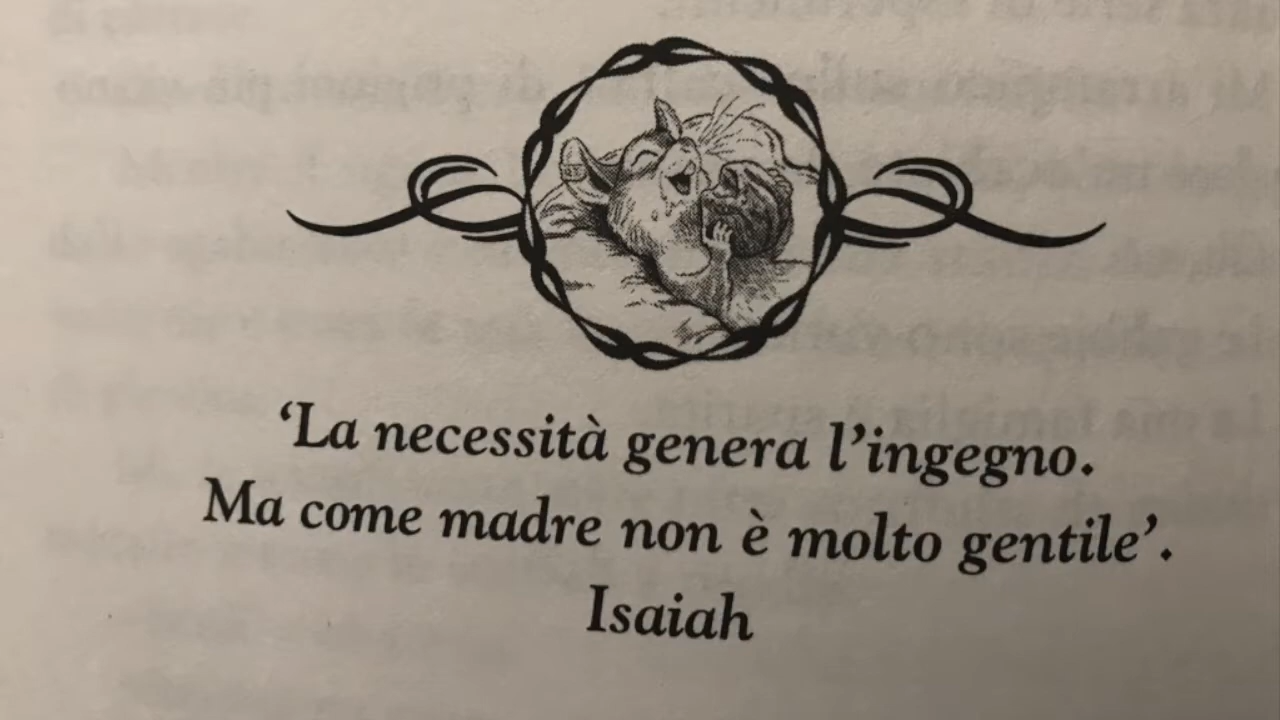 ‘La necessità genera l’ingegno.
Ma come madre non è molto gentile’.
Isaiah